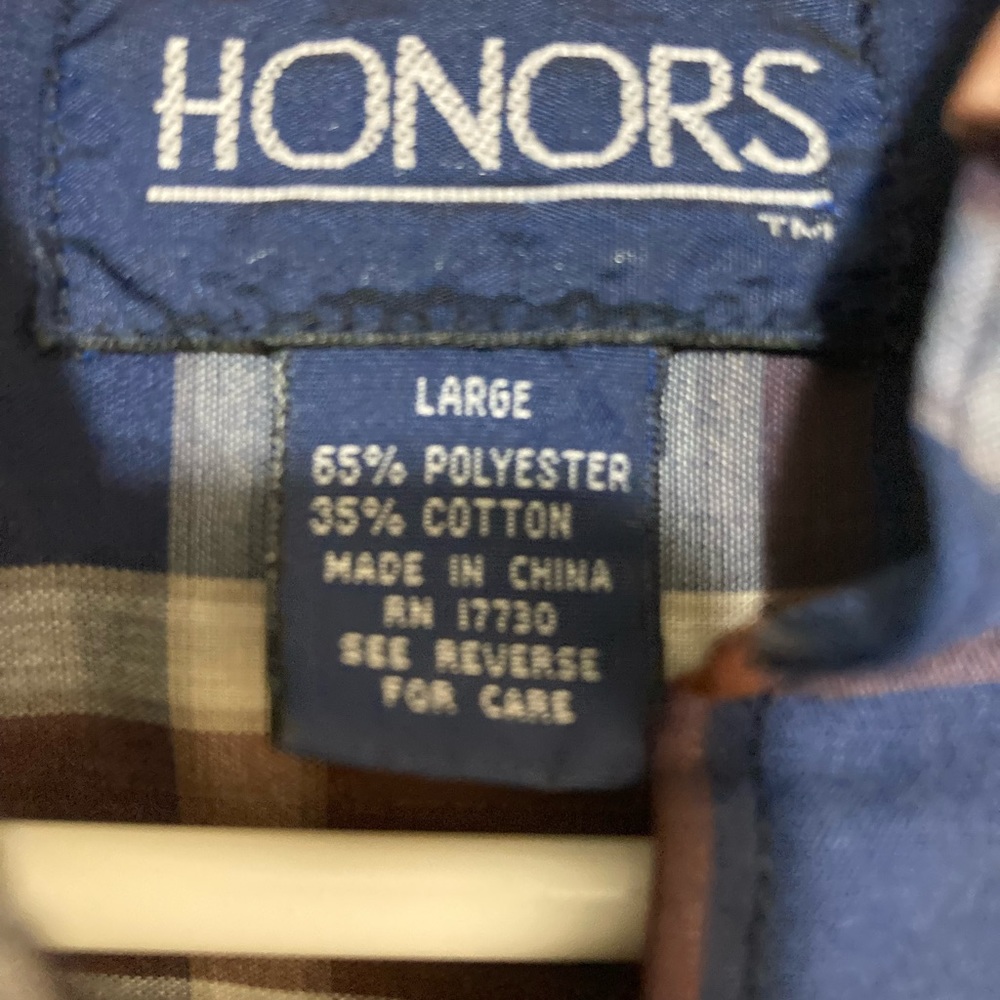 HONORS
TM
LARGE
65% POLYESTER
35% COTTON
MADE IN CHINA
RN 17730
SEE REVERSE
FOR CARE